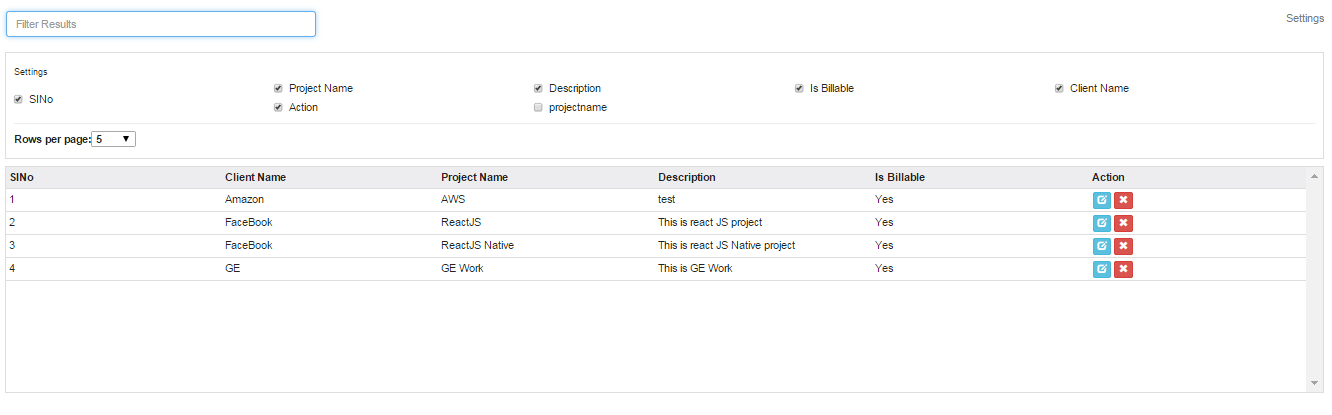 Filter Results
Settings
Settings
SlNo
Project Name
Description
Is Billable
Client Name
Action
projectname
Rows per page: 5
SlNo Client Name Project Name Description Is Billable Action
1 Amazon AWS test Yes
2 FaceBook ReactJS This is react JS project Yes
3 FaceBook ReactJS Native This is react JS Native project Yes
4 GE GE Work This is GE Work Yes